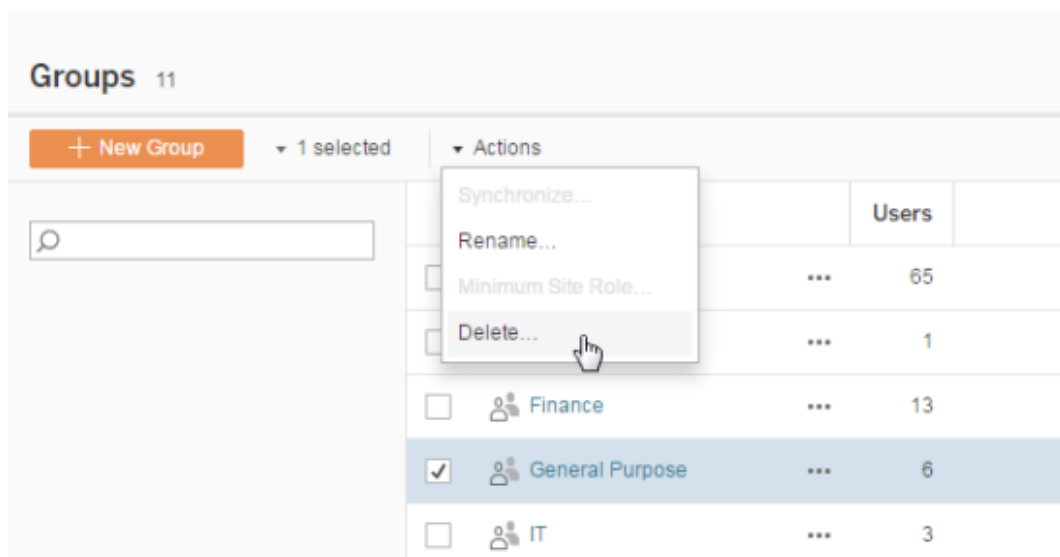 Groups 11
+ New Group 1 selected Actions
Synchronize...
Users
Rename...
65
Minimum Site Role...
Delete...
1
Finance ... 13
General Purpose ... 6
IT ... 3